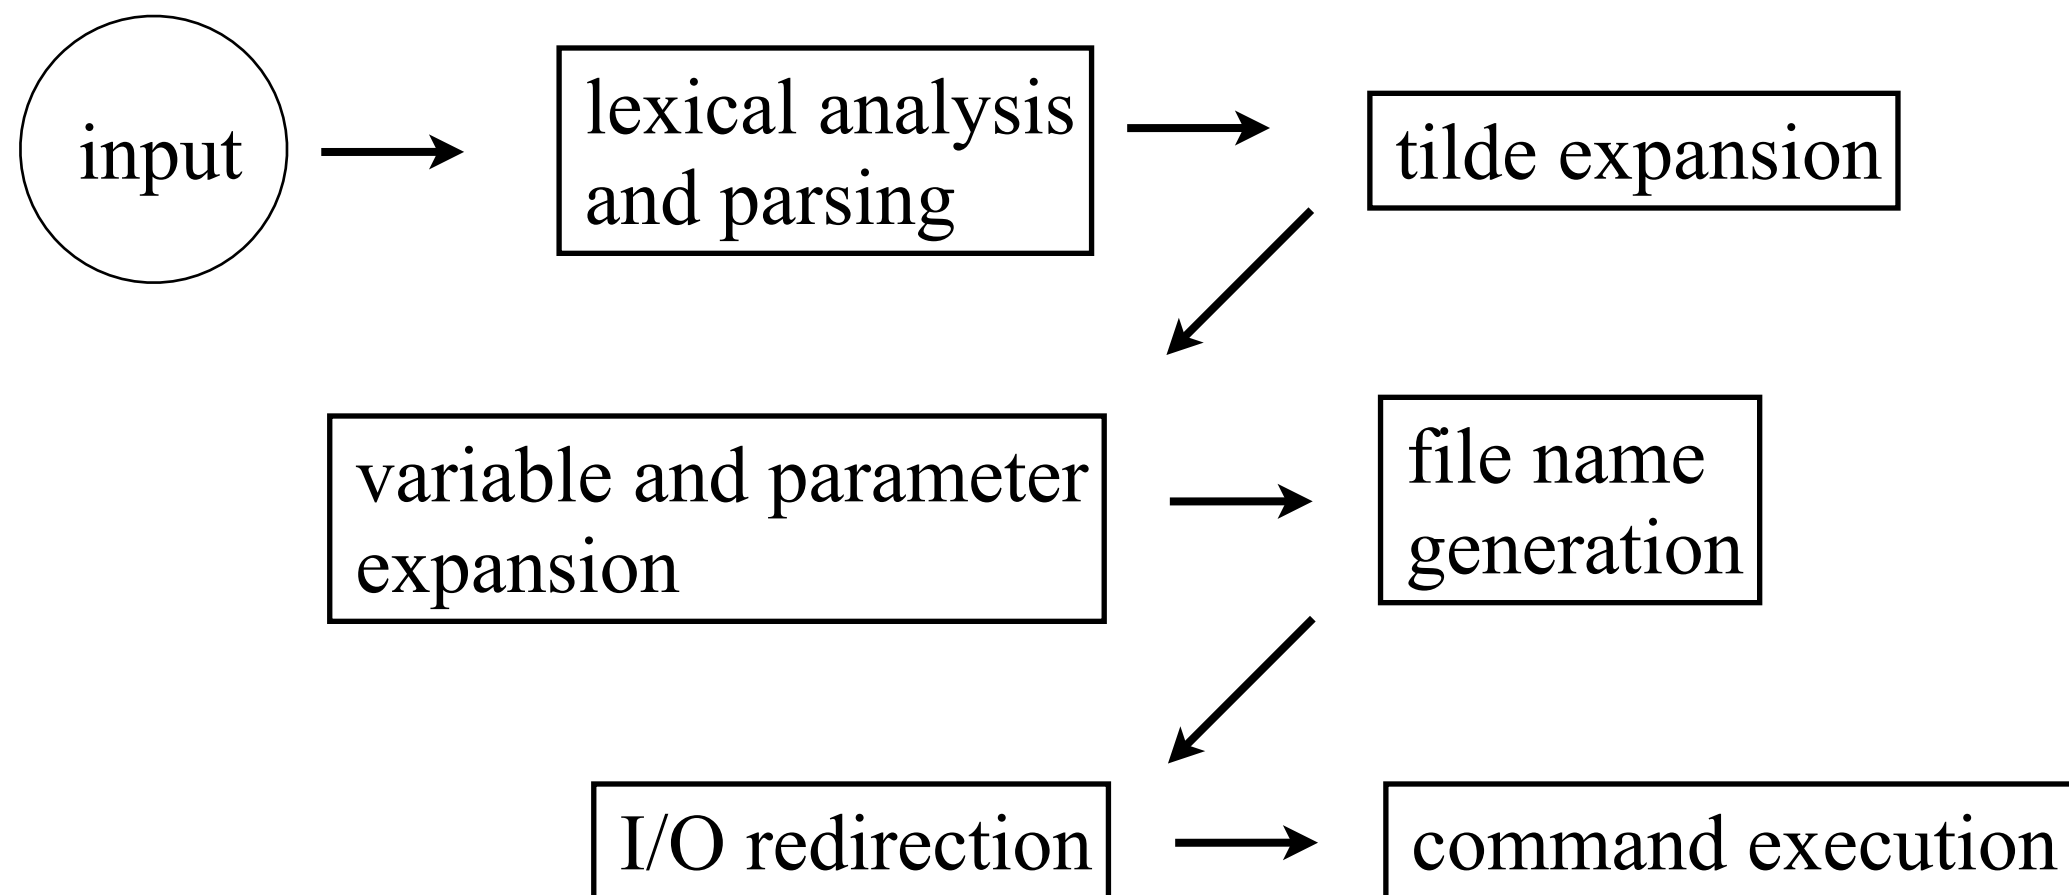 input
lexical analysis
and parsing
tilde expansion
variable and parameter
expansion
file name
generation
I/O redirection
command execution